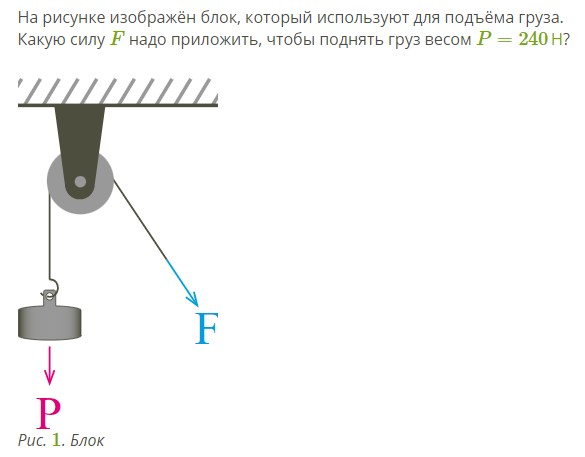 На рисунке изображён блок, который используют для подъёма груза.
Какую силу F надо приложить, чтобы поднять груз весом P = 240 Н?
F
P
Рис. 1. Блок